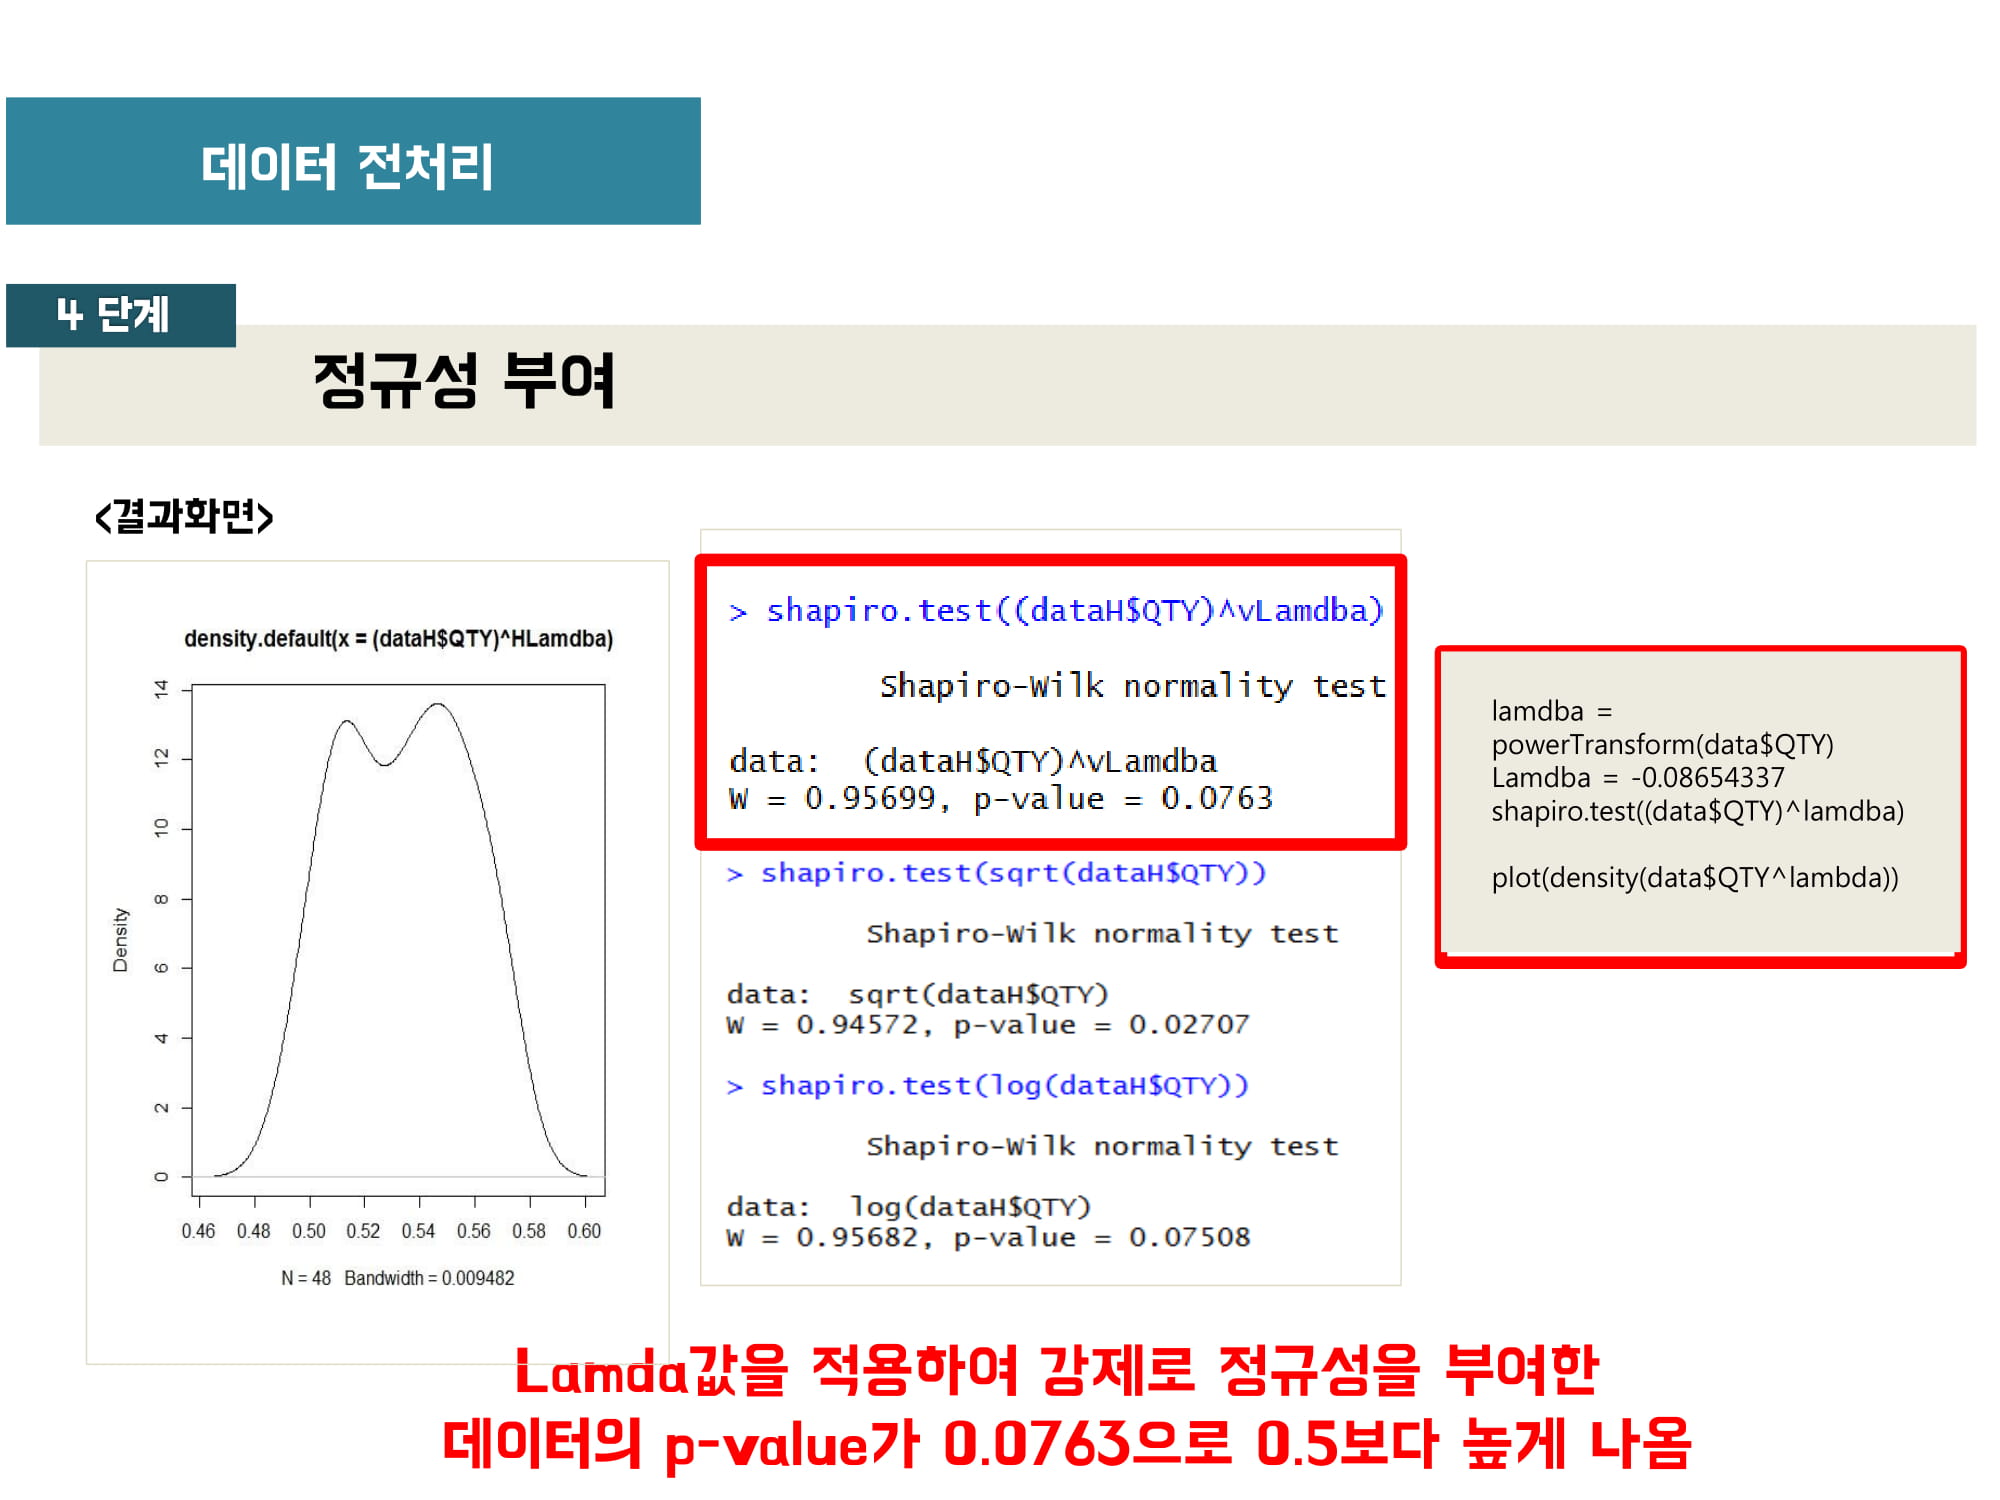 데이터 전처리
4 단계
정규성 부여
<결과화면>
density.default(x = (dataH$QTY)^HLamdba)
Density
0 2 4 6 8 10 12 14
0.46 0.48 0.50 0.52 0.54 0.56 0.58 0.60
N = 48 Bandwidth = 0.009482
> shapiro.test((dataH$QTY)^vLamdba)
Shapiro-Wilk normality test
data: (dataH$QTY)^vLamdba
W = 0.95699, p-value = 0.0763
> shapiro.test(sqrt(dataH$QTY))
Shapiro-Wilk normality test
data: sqrt(dataH$QTY)
W = 0.94572, p-value = 0.02707
> shapiro.test(log(dataH$QTY))
Shapiro-Wilk normality test
data: log(dataH$QTY)
W = 0.95682, p-value = 0.07508
lamdba =
powerTransform(data$QTY)
Lamdba = -0.08654337
shapiro.test((data$QTY)^lamdba)
plot(density(data$QTY^lambda))
Lamda값을 적용하여 강제로 정규성을 부여한
데이터의 p-value가 0.0763으로 0.5보다 높게 나옴